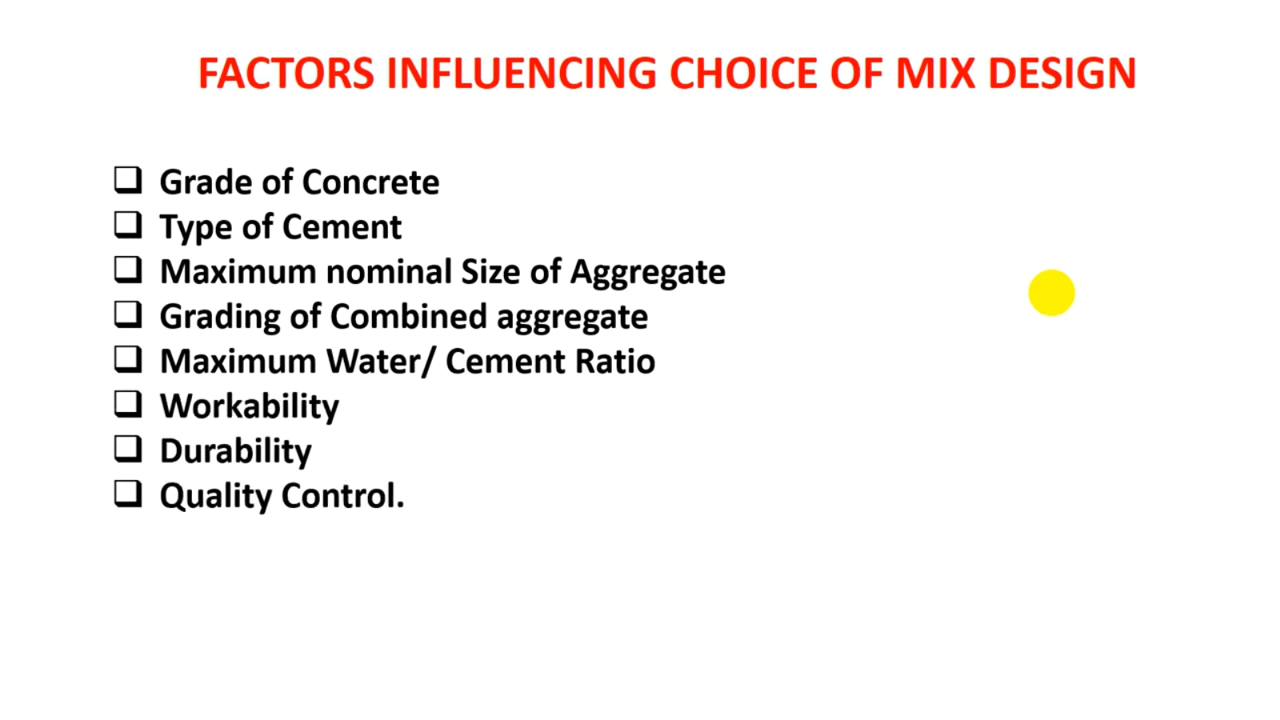 FACTORS INFLUENCING CHOICE OF MIX DESIGN
Grade of Concrete
Type of Cement
Maximum nominal Size of Aggregate
Grading of Combined aggregate
Maximum Water/ Cement Ratio
Workability
Durability
Quality Control.